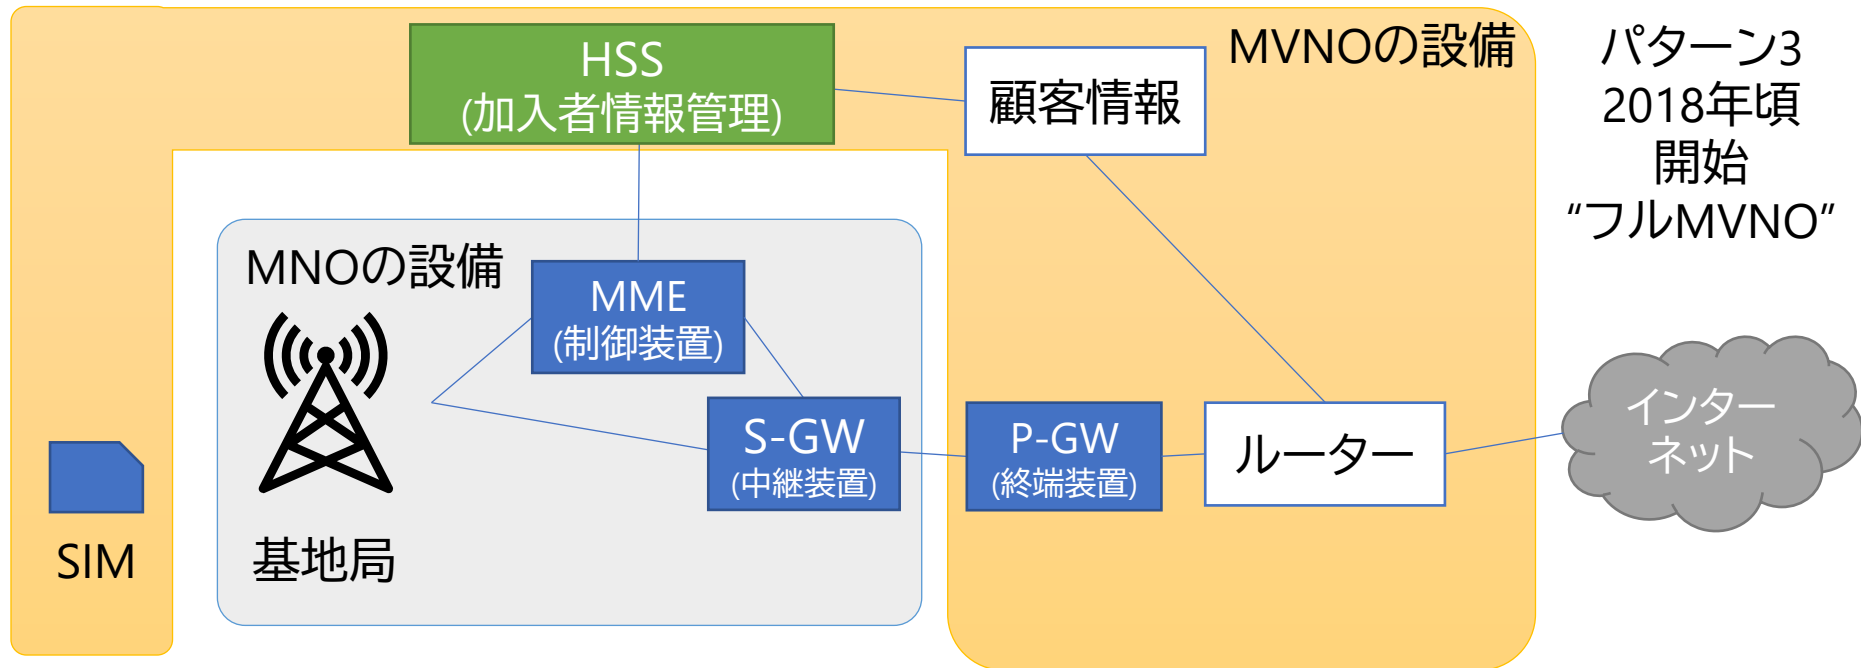 HSS
(加入者情報管理)
顧客情報
MVNOの設備
パターン3
2018年頃
開始
“フルMVNO”
MNOの設備
MME
(制御装置)
S-GW
(中継装置)
P-GW
(終端装置)
ルーター
インター
ネット
SIM
基地局